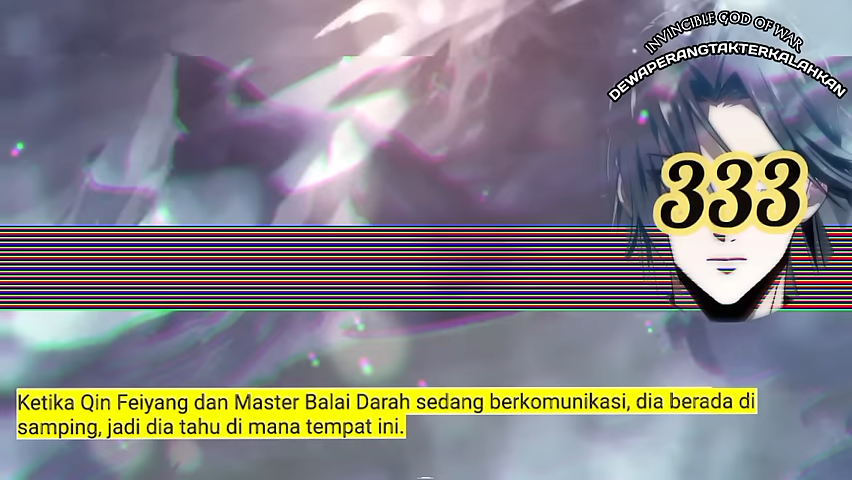 INVINCIBLE GOD OF WAR
DEWAPERANGTAKTERKALAHKAN
333
Ketika Qin Feiyang dan Master Balai Darah sedang berkomunikasi, dia berada di
samping, jadi dia tahu di mana tempat ini.